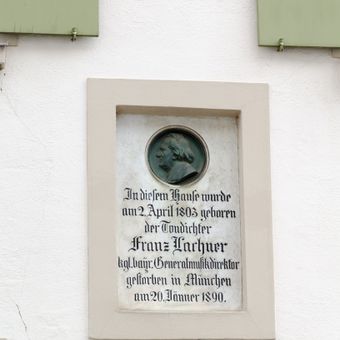 In diesem Hause wurde
am 2. April 1803 geboren
der Tondichter
Franz Lachner
kgl. bayr. Generalmusikdirektor
gestorben in München
am 20. Jänner 1890.